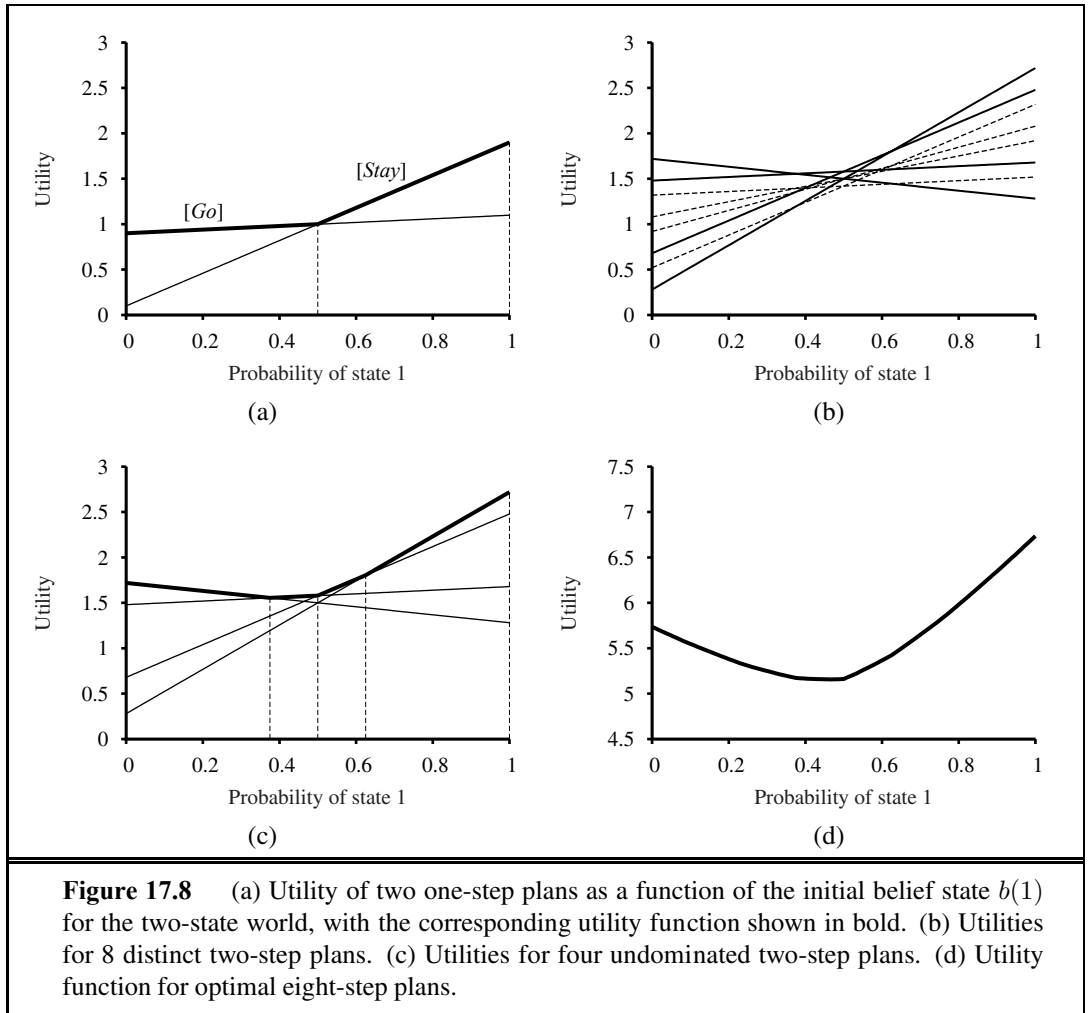 3
2.5
2
1.5
1
0.5
0
Utility
[Stay]
[Go]
0 0.2 0.4 0.6 0.8 1
Probability of state 1
(a)
3
2.5
2
1.5
1
0.5
0
Utility
0 0.2 0.4 0.6 0.8 1
Probability of state 1
(b)
3
2.5
2
1.5
1
0.5
0
Utility
0 0.2 0.4 0.6 0.8 1
Probability of state 1
(c)
7.5
7
6.5
6
5.5
5
4.5
Utility
0 0.2 0.4 0.6 0.8 1
Probability of state 1
(d)
Figure 17.8 (a) Utility of two one-step plans as a function of the initial belief state b(1)
for the two-state world, with the corresponding utility function shown in bold. (b) Utilities
for 8 distinct two-step plans. (c) Utilities for four undominated two-step plans. (d) Utility
function for optimal eight-step plans.